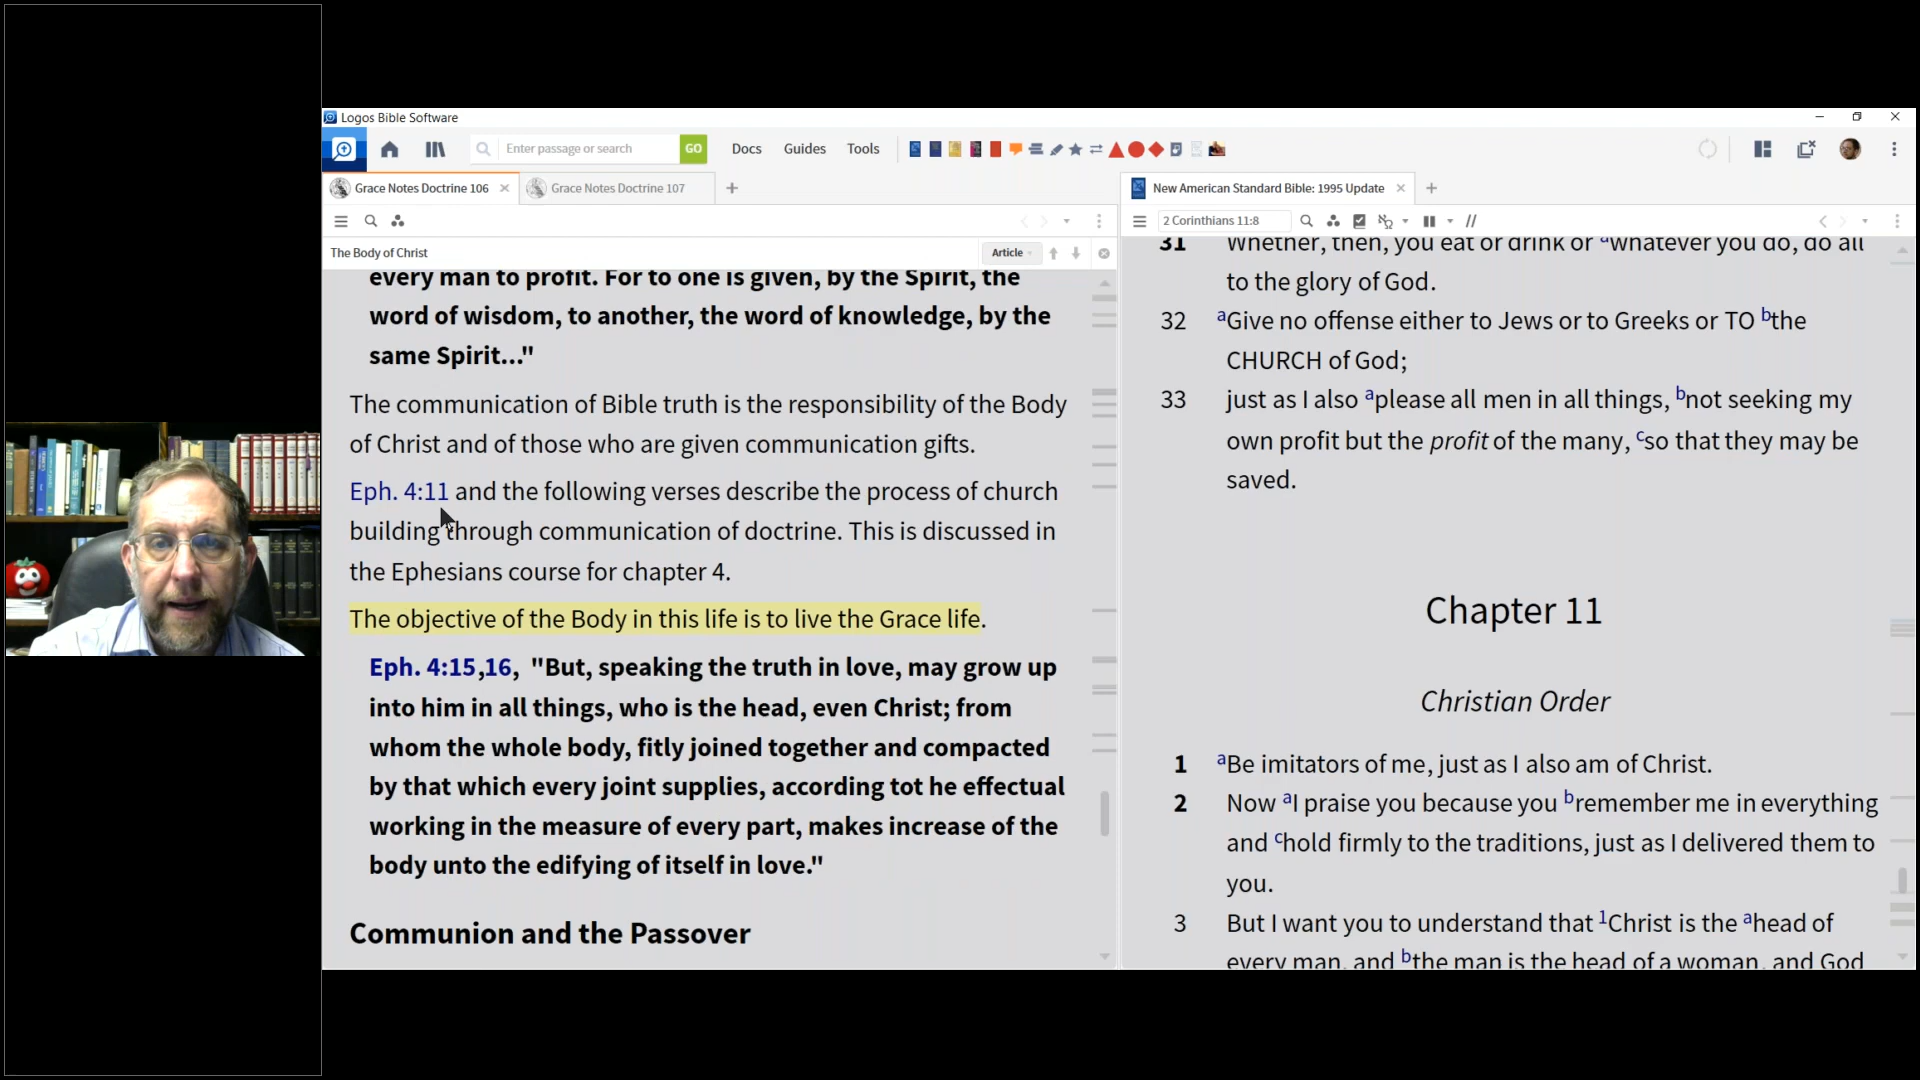 Logos Bible Software
Enter passage or search
GO
Docs
Guides
Tools
Grace Notes Doctrine 106
Grace Notes Doctrine 107
The Body of Christ
Article
every man to profit. For to one is given, by the Spirit, the
word of wisdom, to another, the word of knowledge, by the
same Spirit..."
The communication of Bible truth is the responsibility of the Body
of Christ and of those who are given communication gifts.
Eph. 4:11 and the following verses describe the process of church
building through communication of doctrine. This is discussed in
the Ephesians course for chapter 4.
The objective of the Body in this life is to live the Grace life.
Eph. 4:15,16, "But, speaking the truth in love, may grow up
into him in all things, who is the head, even Christ; from
whom the whole body, fitly joined together and compacted
by that which every joint supplies, according tot he effectual
working in the measure of every part, makes increase of the
body unto the edifying of itself in love."
Communion and the Passover
New American Standard Bible: 1995 Update
2 Corinthians 11:8
31 Whether, then, you eat or drink or awhatever you do, do all
to the glory of God.
32 aGive no offense either to Jews or to Greeks or TO bthe
CHURCH of God;
33 just as I also aplease all men in all things, bnot seeking my
own profit but the profit of the many, cso that they may be
saved.
Chapter 11
Christian Order
1 aBe imitators of me, just as I also am of Christ.
2 Now aI praise you because you bremember me in everything
and chold firmly to the traditions, just as I delivered them to
you.
3 But I want you to understand that 1Christ is the ahead of
every man, and bthe man is the head of a woman, and God